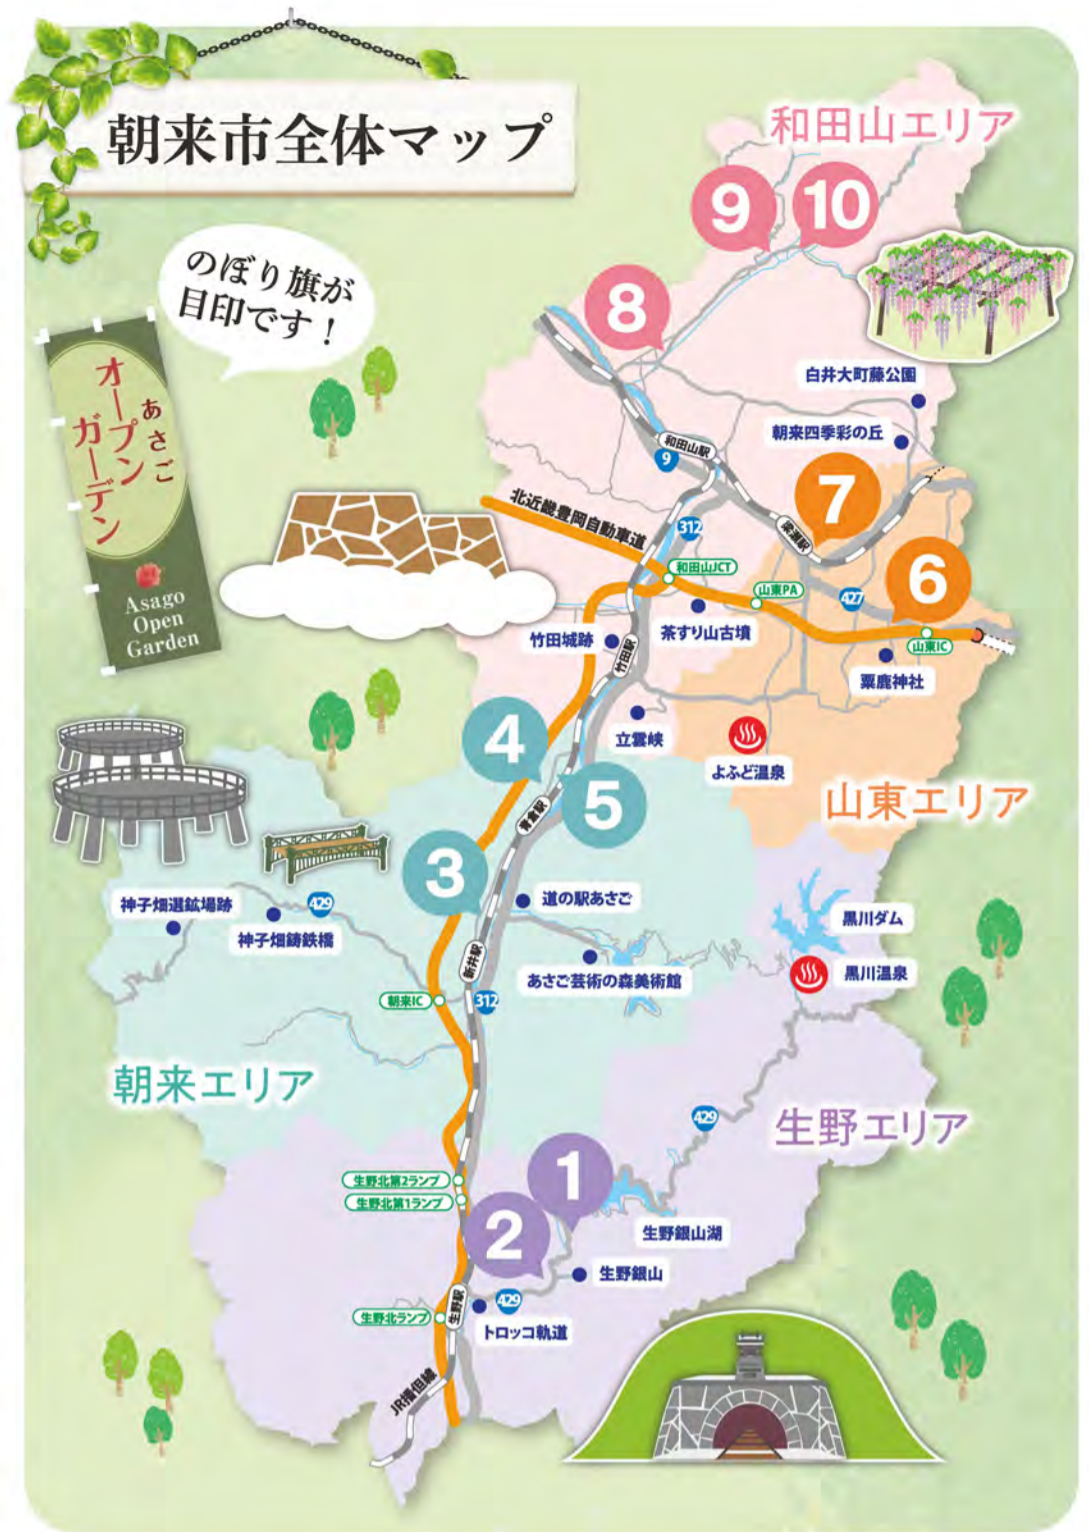 朝来市全体マップ
のぼり旗が
目印です！
あさご
オープン
ガーデン
Asago
Open
Garden
和田山エリア
9
10
8
白井大町藤公園
朝来四季彩の丘
和田山駅
9
7
北近畿豊岡自動車道
312
梁瀬駅
和田山JCT
山東PA
427
6
茶すり山古墳
竹田城跡
竹田駅
山東IC
粟鹿神社
立雲峡
よふど温泉
4
5
山東エリア
青倉駅
3
道の駅あさご
神子畑選鉱場跡
429
神子畑鋳鉄橋
黒川ダム
新井駅
あさご芸術の森美術館
黒川温泉
朝来IC
312
朝来エリア
429
生野エリア
生野北第2ランプ
生野北第1ランプ
1
2
生野銀山湖
生野銀山
生野駅
429
生野北ランプ
トロッコ軌道
JR播但線